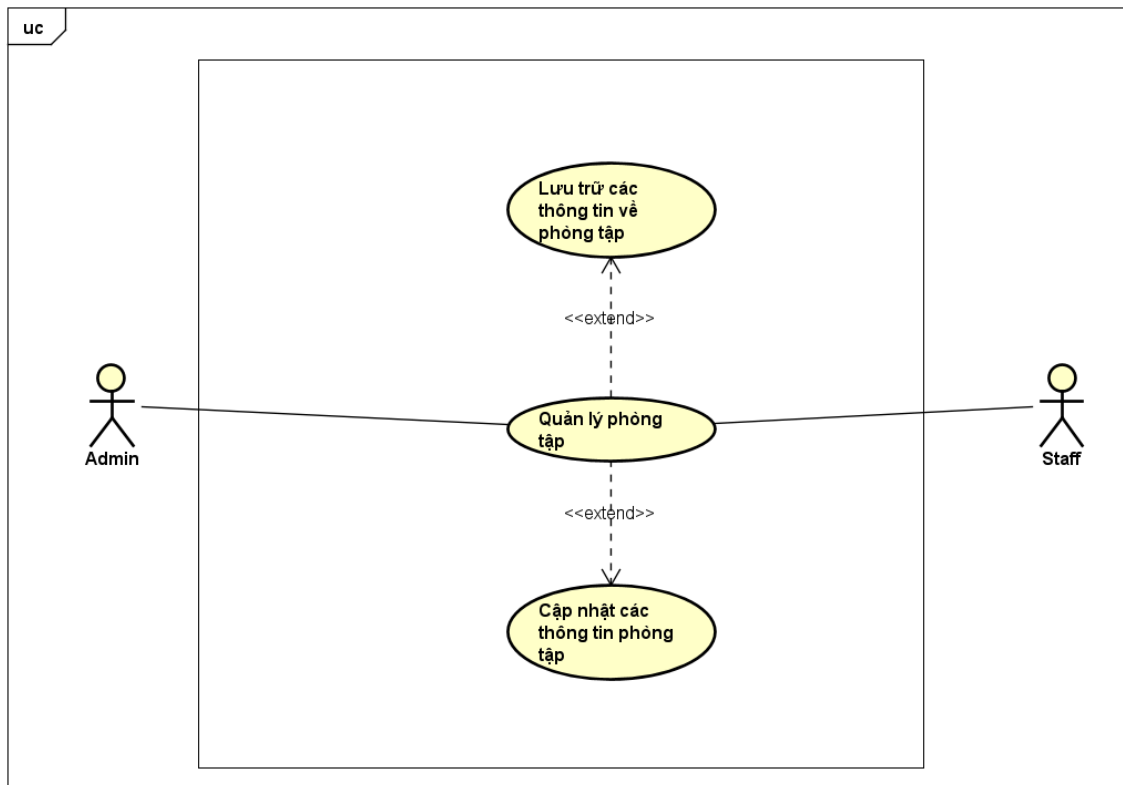 uc
Lưu trữ các
thông tin về
phòng tập
<<extend>>
Quản lý phòng
tập
Admin
Staff
<<extend>>
Cập nhật các
thông tin phòng
tập